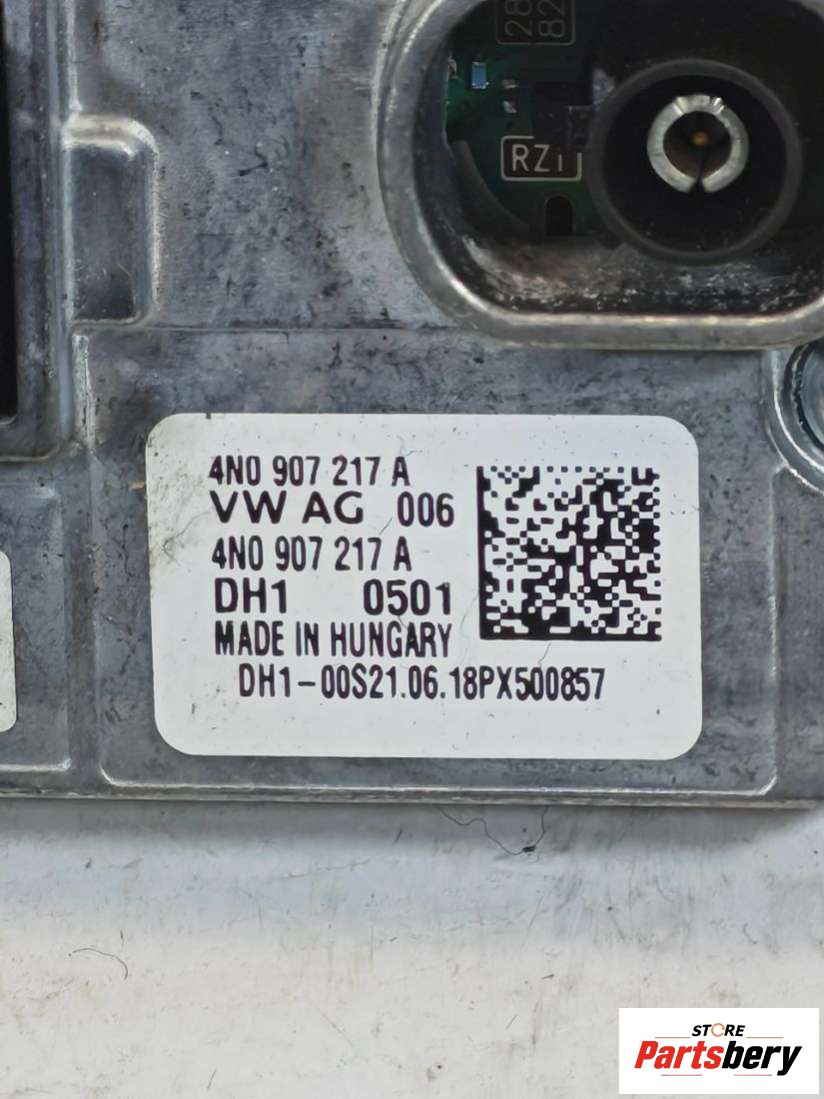 28
82
RZ1
4N0 907 217 A
VW AG 006
4N0 907 217 A
DH1 0501
MADE IN HUNGARY
DH1-00S21.06.18PX500857
STORE
Partsbery